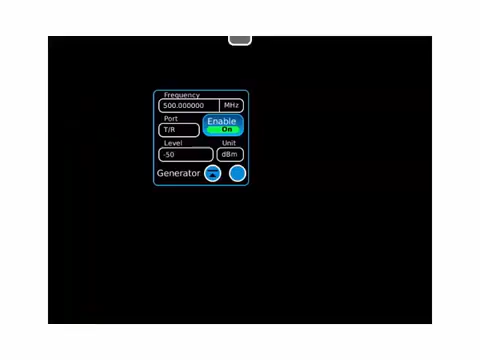 Frequency
500.000000 MHz
Port
T/R
Enable
On
Level Unit
-50 dBm
Generator